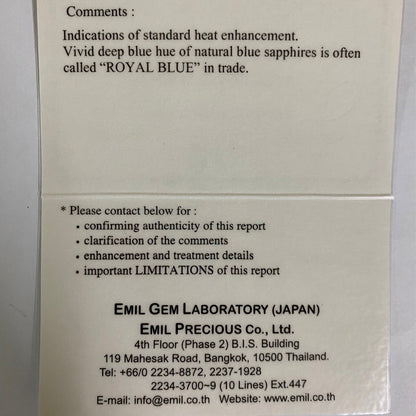 Comments :
Indications of standard heat enhancement.
Vivid deep blue hue of natural blue sapphires is often
called “ROYAL BLUE” in trade.
* Please contact below for :
• confirming authenticity of this report
• clarification of the comments
• enhancement and treatment details
• important LIMITATIONS of this report
EMIL GEM LABORATORY (JAPAN)
EMIL PRECIOUS Co., Ltd.
4th Floor (Phase 2) B.I.S. Building
119 Mahesak Road, Bangkok, 10500 Thailand.
Tel: +66/0 2234-8872, 2237-1928
2234-3700~9 (10 Lines) Ext.447
E-mail: info@emil.co.th Website: www.emil.co.th